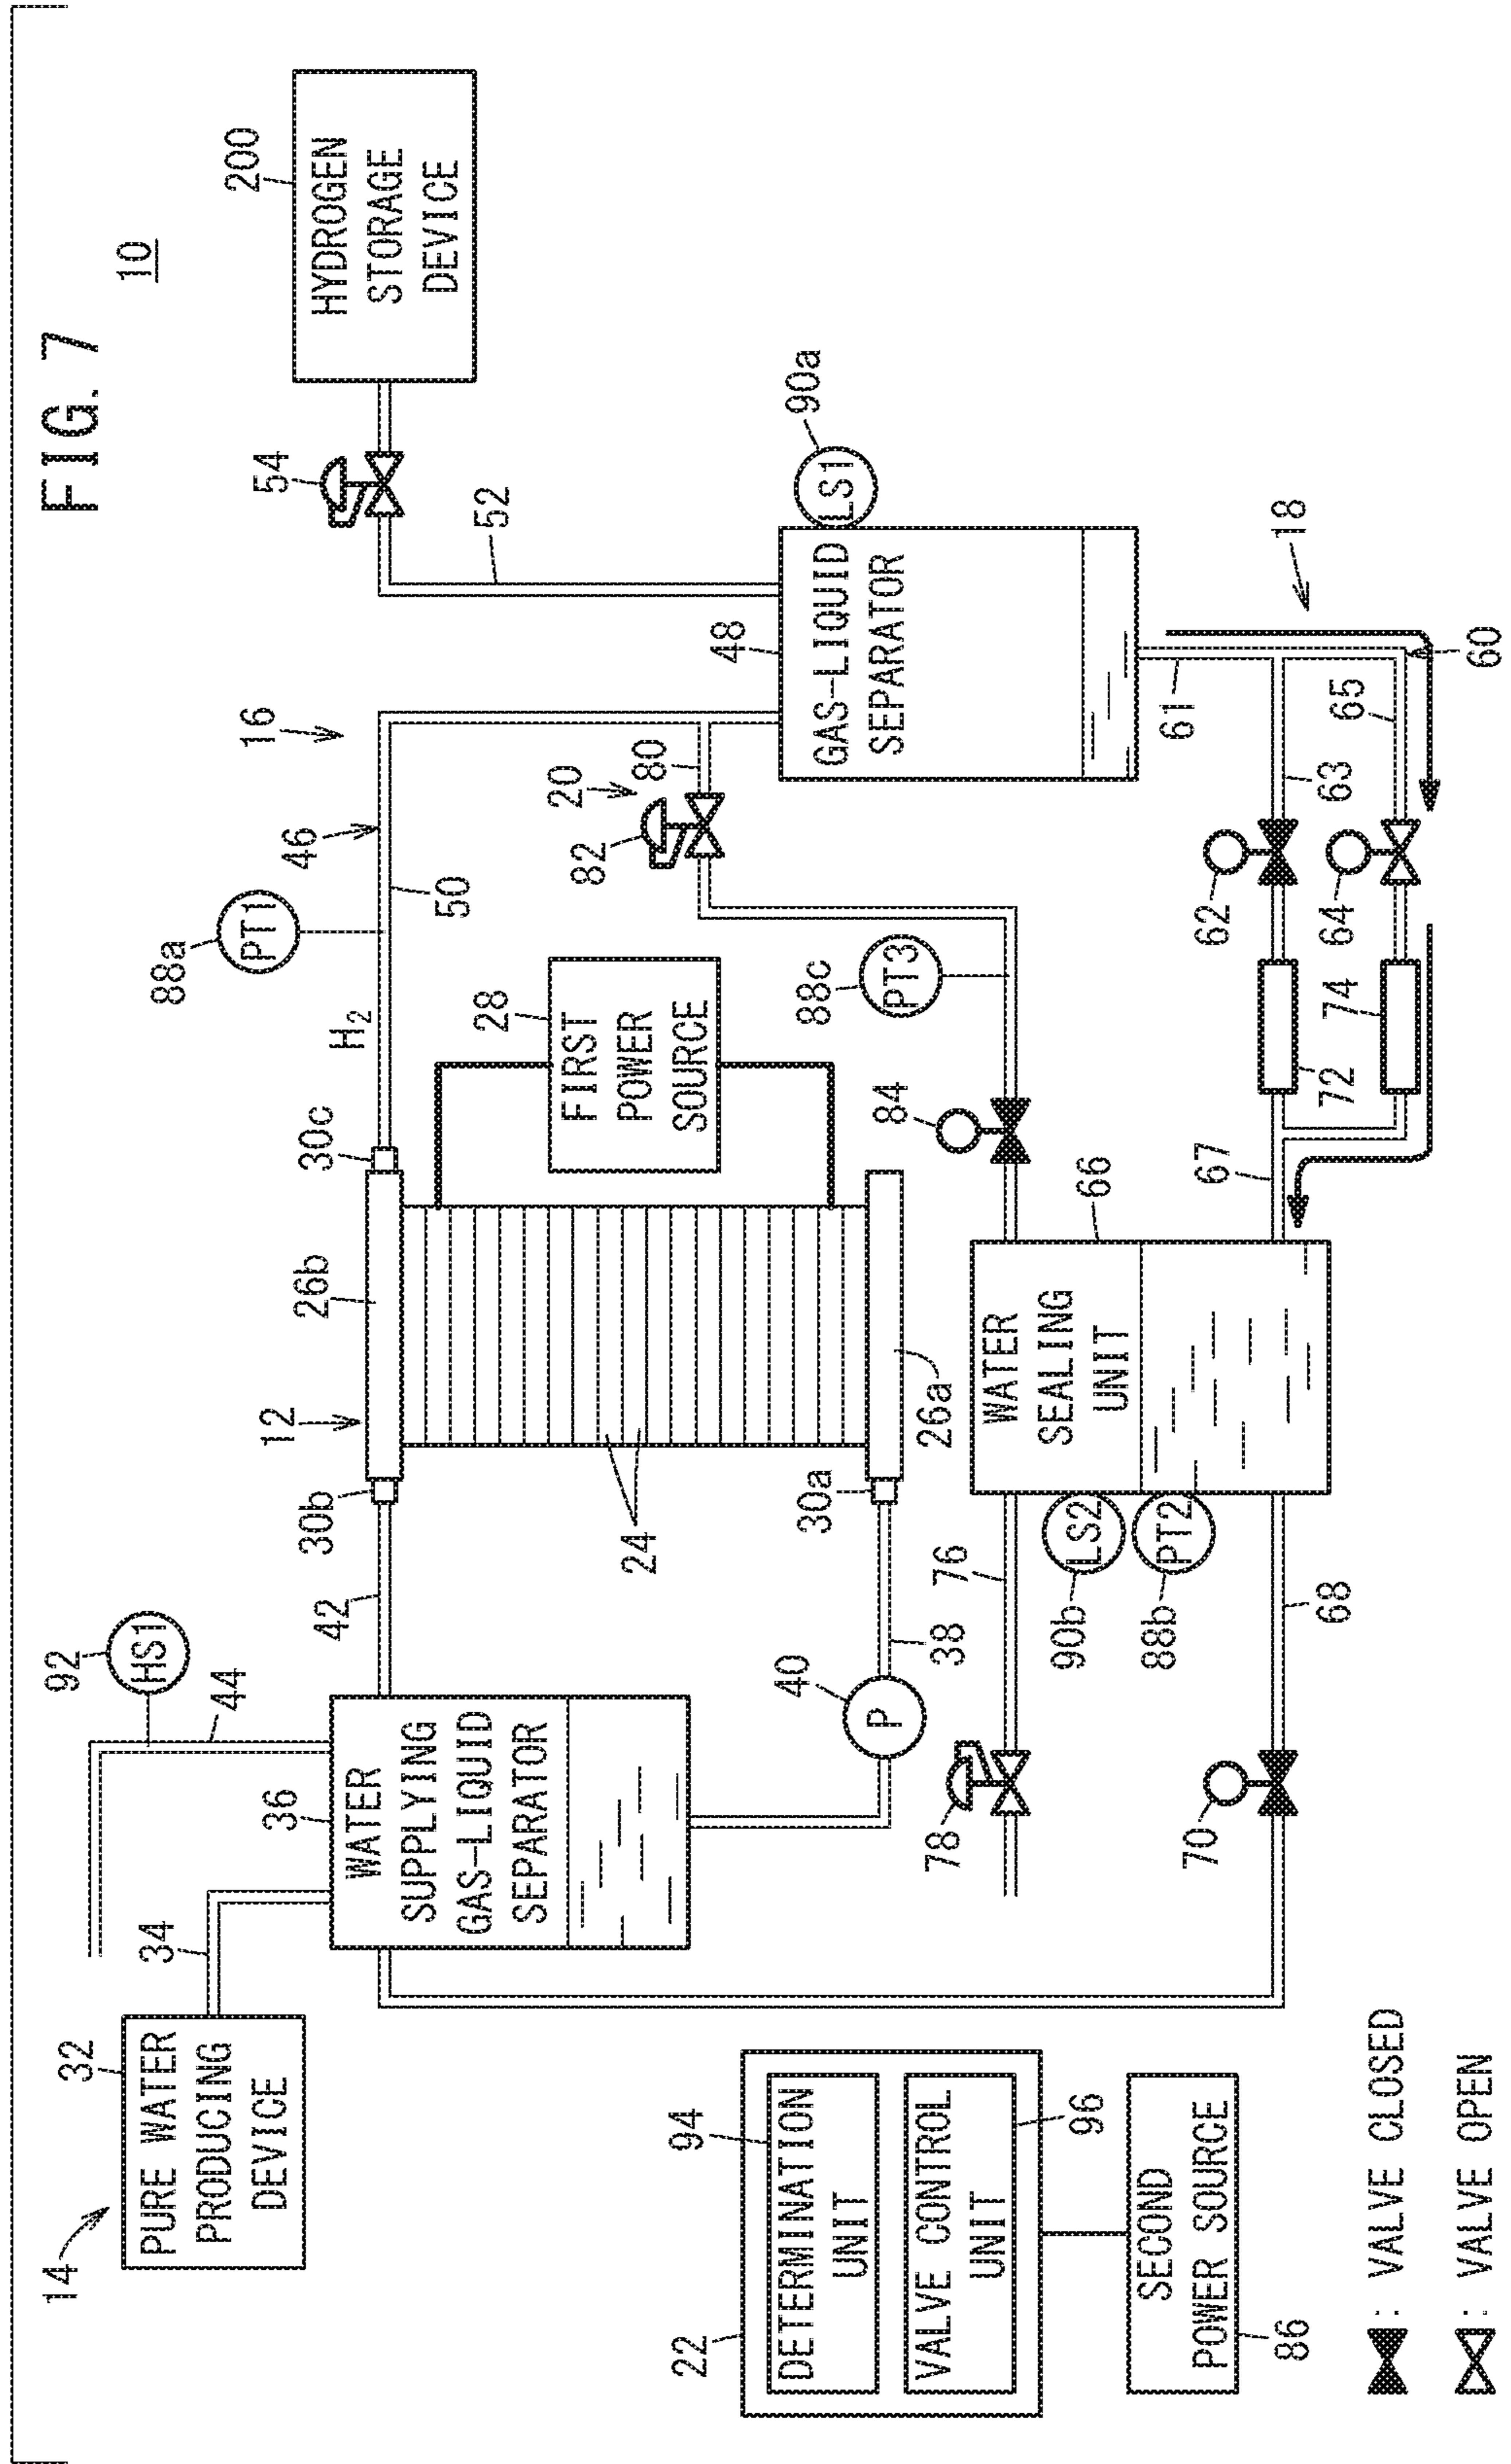 FIG. 7
10
14
PURE WATER
PRODUCING
DEVICE
32
34
92
HS1
44
36
WATER
SUPPLYING
GAS-LIQUID
SEPARATOR
42
30b
12
26b
30c
H₂
88a
PT1
50
46
16
52
54
200
HYDROGEN
STORAGE
DEVICE
24
28
FIRST
POWER
SOURCE
82
20
80
48
GAS-LIQUID
SEPARATOR
LS1
90a
40
P
38
30a
26a
88c
PT3
84
78
76
WATER
SEALING
UNIT
66
90b
LS2
88b
PT2
70
68
67
72
74
62
64
63
65
61
60
18
22
DETERMINATION
UNIT
94
VALVE CONTROL
UNIT
96
SECOND
POWER SOURCE
86
: VALVE CLOSED
: VALVE OPEN